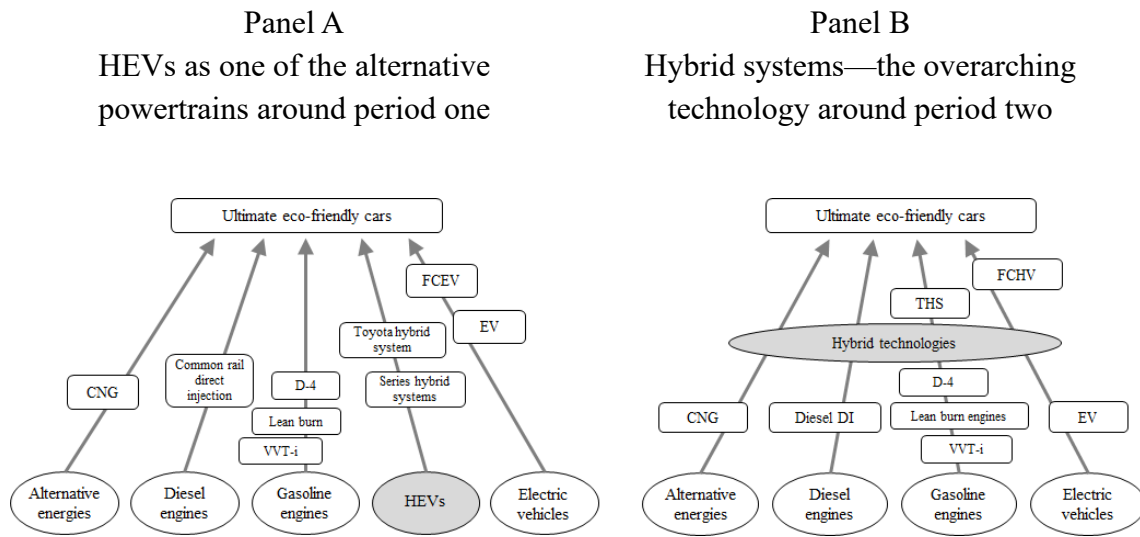 Panel A
HEVs as one of the alternative
powertrains around period one
Ultimate eco-friendly cars
FCEV
EV
Toyota hybrid
system
Common rail
direct
injection
Series hybrid
systems
CNG
D-4
Lean burn
VVT-i
Alternative
energies
Diesel
engines
Gasoline
engines
HEVs
Electric
vehicles
Panel B
Hybrid systems—the overarching
technology around period two
Ultimate eco-friendly cars
FCHV
THS
Hybrid technologies
D-4
CNG
Diesel DI
Lean burn engines
EV
VVT-i
Alternative
energies
Diesel
engines
Gasoline
engines
Electric
vehicles